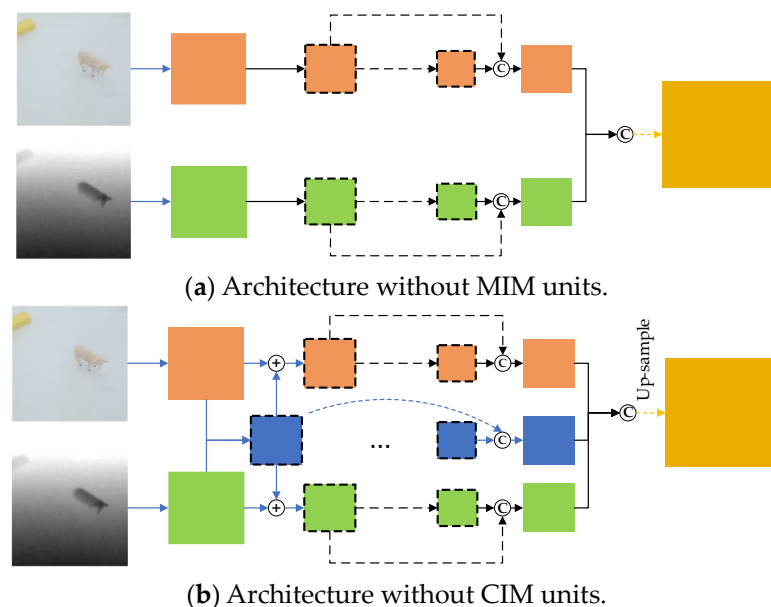 C
C
C
(a) Architecture without MIM units.
Up-sample
+
C
C
...
C
+
C
(b) Architecture without CIM units.